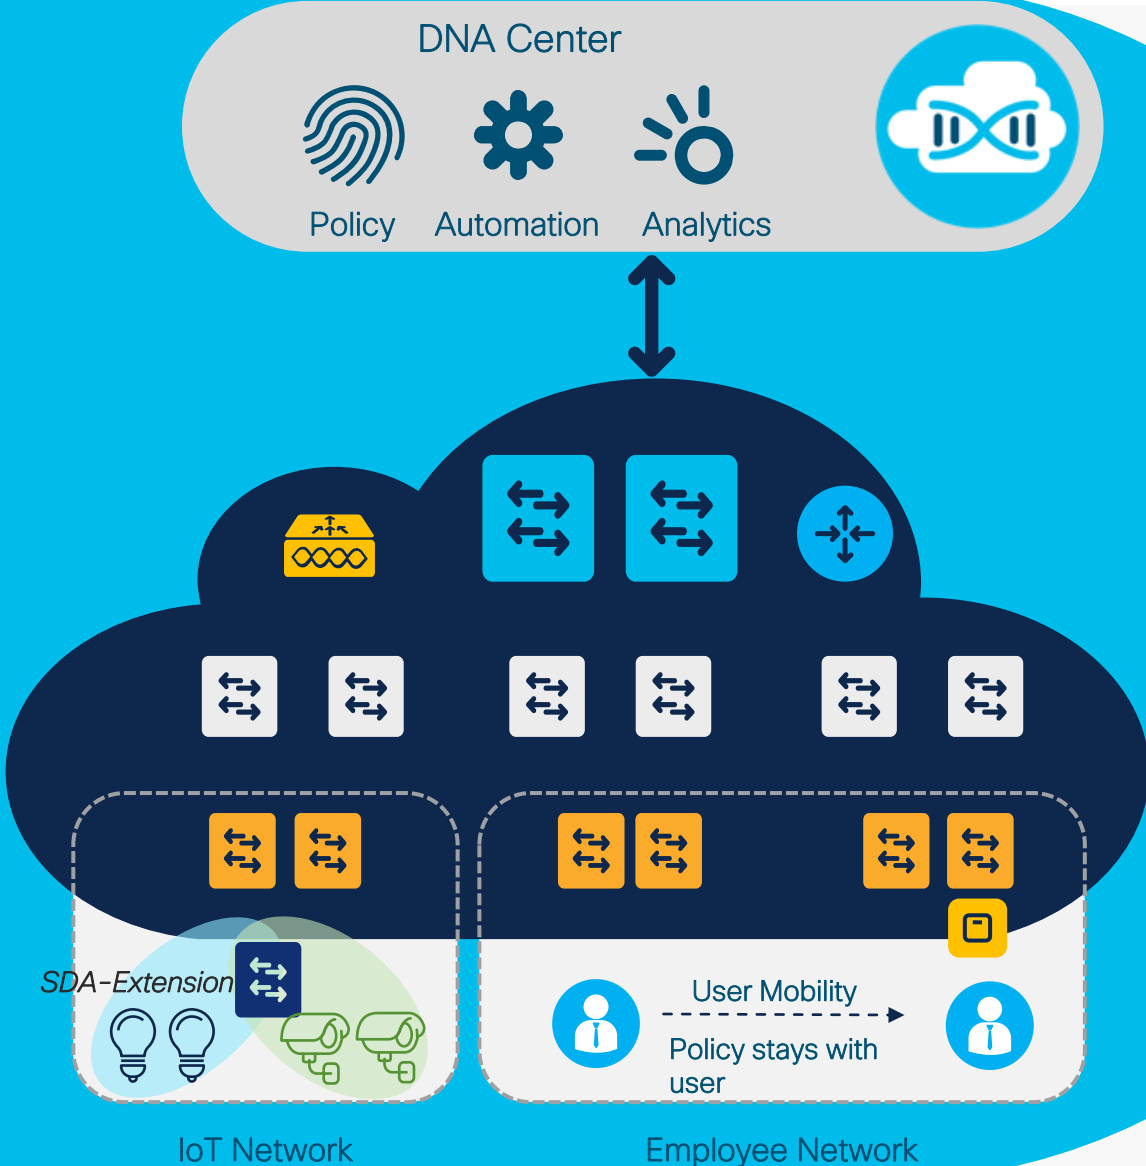 DNA Center
Policy
Automation
Analytics
SDA-Extension
User Mobility
Policy stays with
user
IoT Network
Employee Network